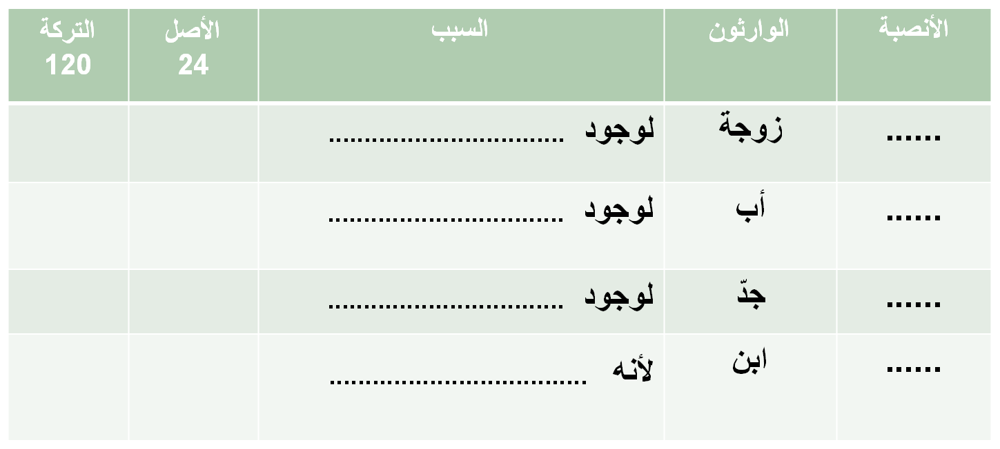 الأنصبة الوارثون السبب الأصل 24 التركة 120
...... زوجة لوجود ................................
...... أب لوجود ................................
...... جدّ لوجود ................................
...... ابن لأنه ...................................